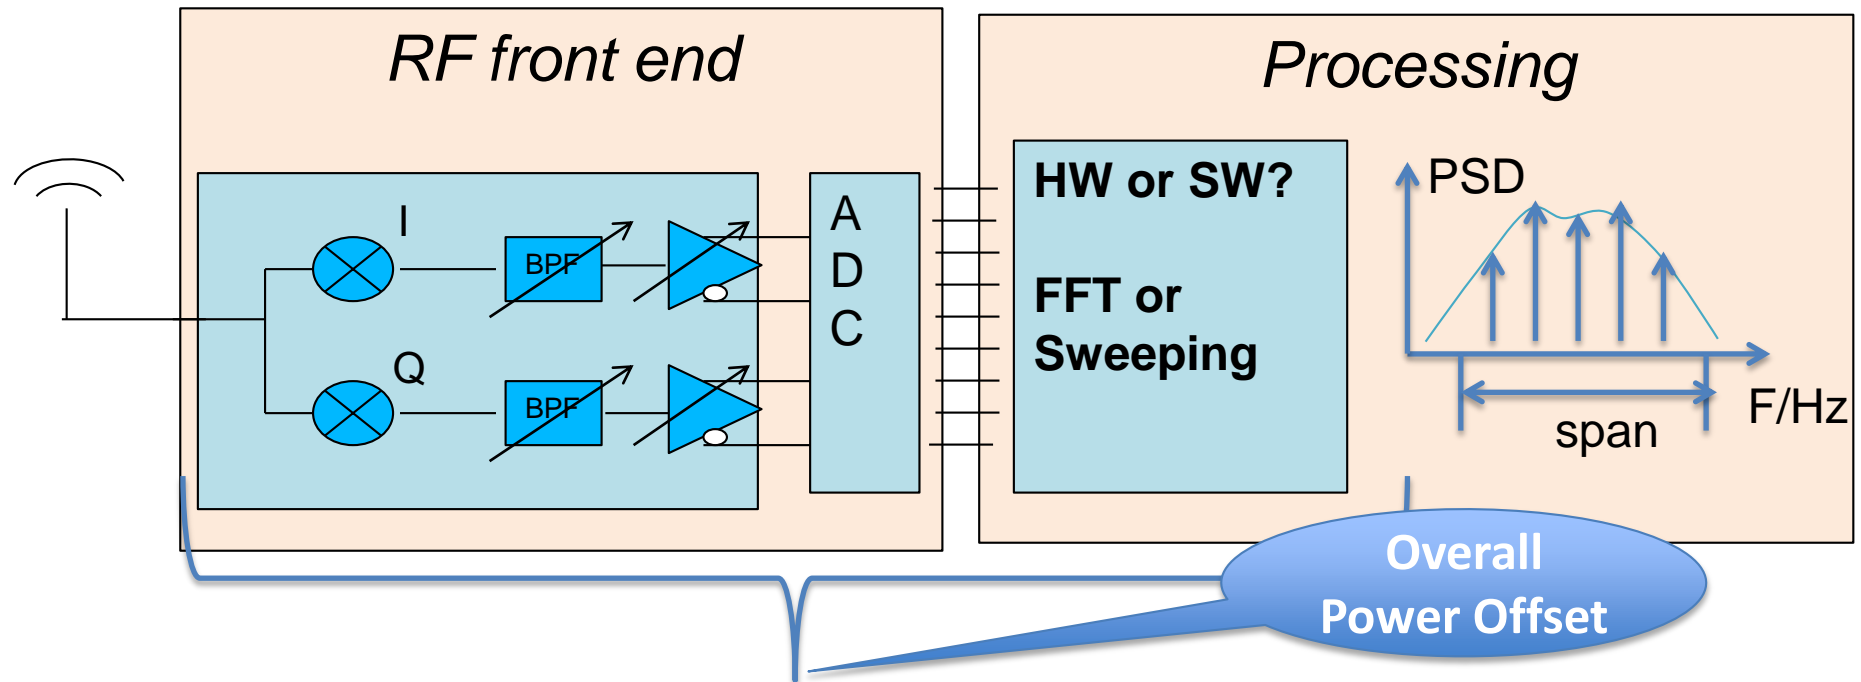 RF front end
I
BPF
Q
BPF
A
D
C
Processing
HW or SW?
FFT or
Sweeping
PSD
F/Hz
span
Overall
Power Offset